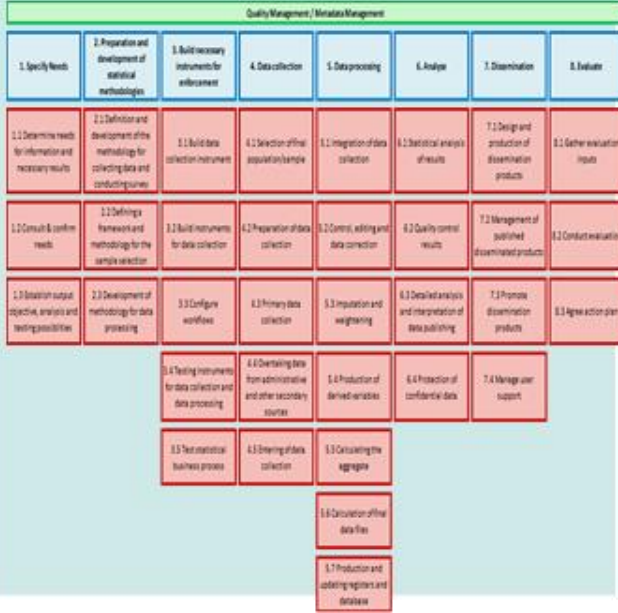 Quality Management / Metadata Management
1. Specify Needs
2. Preparation and
development of
statistical
methodologies
3. Build necessary
instruments for
enforcement
4. Data collection
5. Data processing
6. Analyse
7. Dissemination
8. Evaluate
1.1 Determine needs
for information and
necessary results
2.1 Definition and
development of the
methodology for
collecting data and
conducting survey
3.1 Build data
collection instrument
4.1 Selection of final
population/sample
5.1 Integration of data
collection
6.1 Statistical analysis
of results
7.1 Design and
production of
dissemination
products
8.1 Gather evaluation
inputs
1.2 Consult & confirm
needs
2.2 Defining a
framework and
methodology for the
sample selection
3.2 Build instruments
for data collection
4.2 Preparation of data
collection
5.2 Control, editing and
data correction
6.2 Quality control
results
7.2 Management of
published
disseminated products
8.2 Conduct evaluation
1.3 Establish output
objective, analysis and
testing possibilities
2.3 Development of
methodology for data
processing
3.3 Configure
workflows
4.3 Primary data
collection
5.3 Imputation and
weightening
6.3 Detailed analysis
and interpretation of
data publishing
7.3 Promote
dissemination
products
8.3 Agree action plan
3.4 Testing instruments
for data collection and
data processing
4.4 Overtaking data
from administrative
and other secondary
sources
5.4 Production of
derived variables
6.4 Protection of
confidential data
7.4 Manage user
support
3.5 Test statistical
business process
4.5 Entering of data
collection
5.5 Calculating the
aggregate
5.6 Calculation of final
data files
5.7 Production and
updating registers and
database